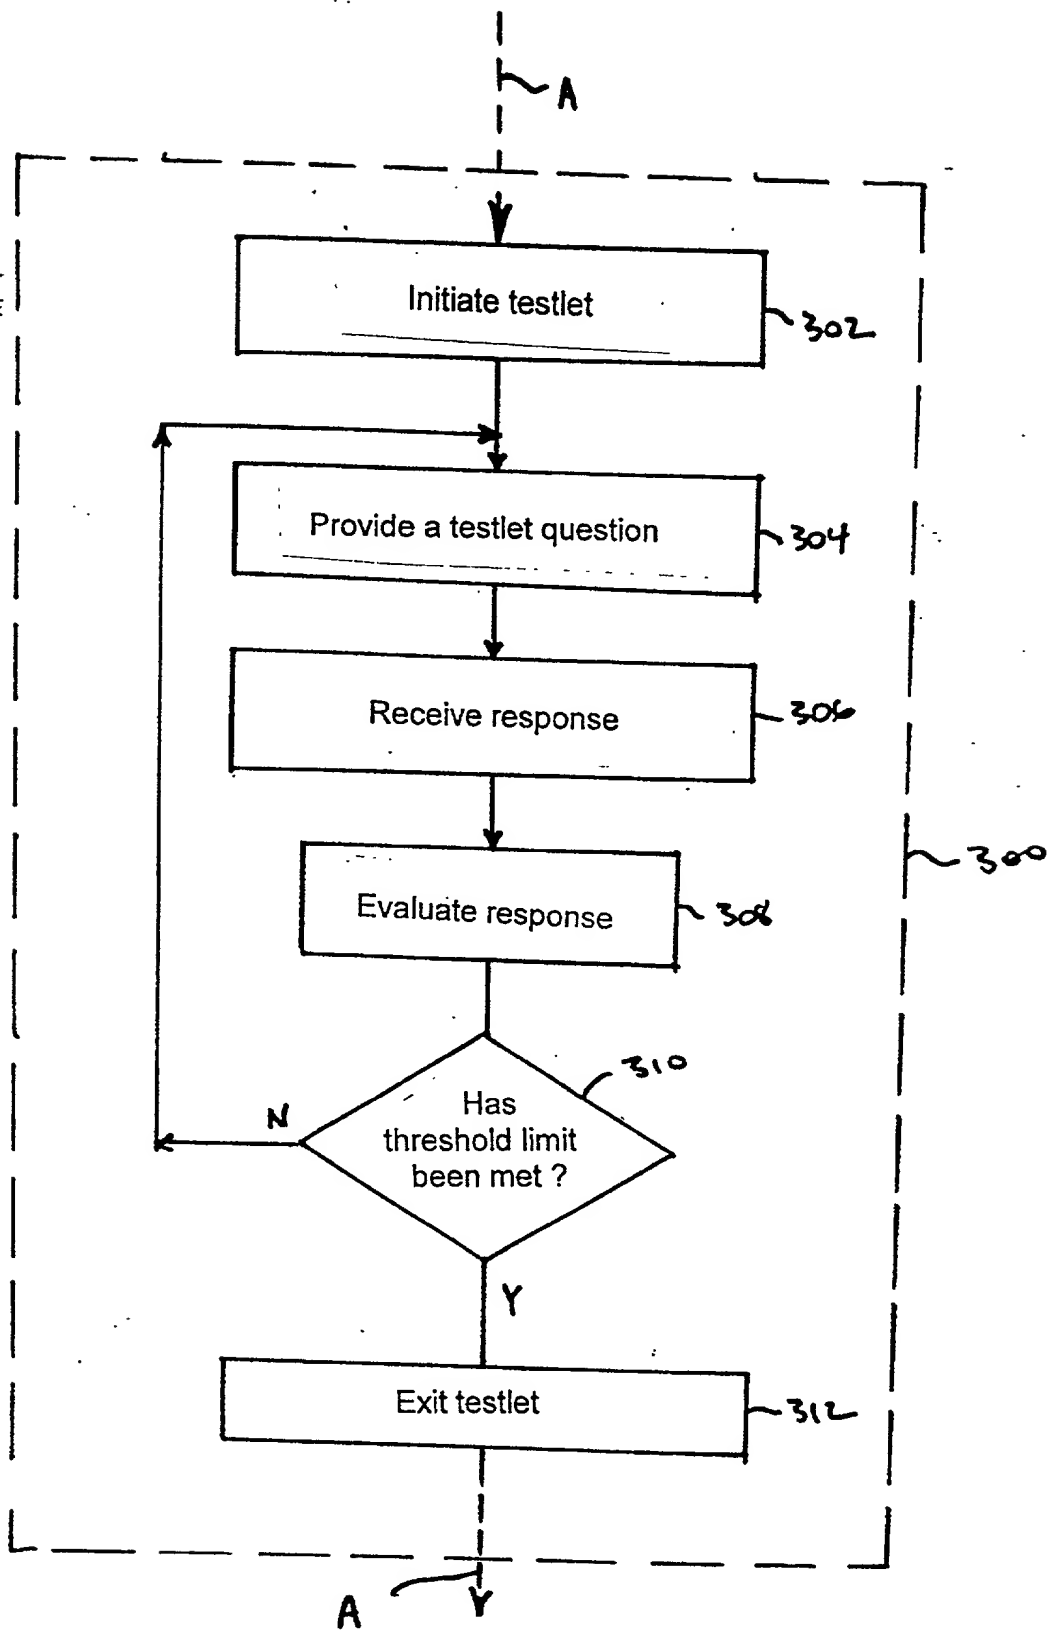 A
Initiate testlet
302
Provide a testlet question
304
Receive response
306
300
Evaluate response
308
310
Has
threshold limit
been met ?
N
Y
Exit testlet
312
A